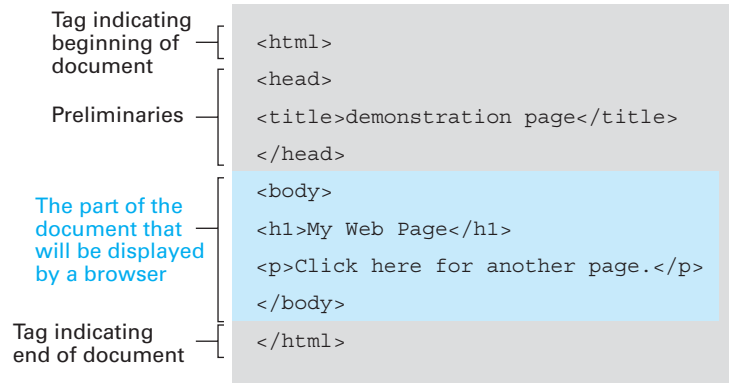 Tag indicating
beginning of
document
<html>
Preliminaries
<head>
<title>demonstration page</title>
</head>
The part of the
document that
will be displayed
by a browser
<body>
<h1>My Web Page</h1>
<p>Click here for another page.</p>
</body>
Tag indicating
end of document
</html>